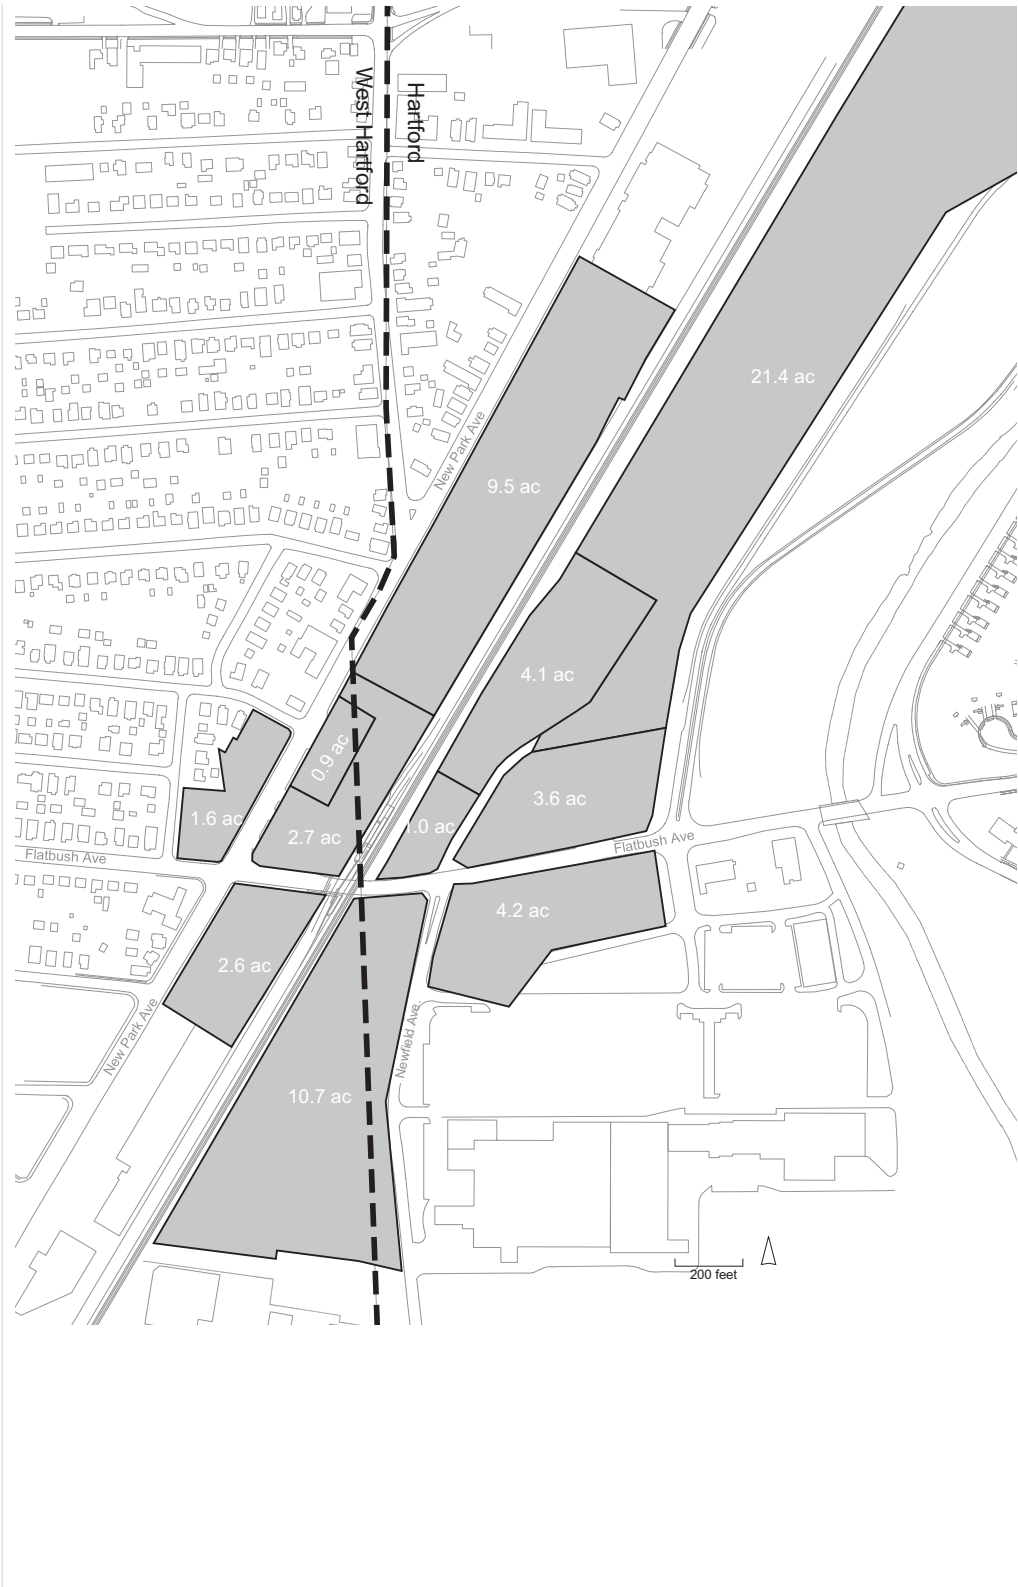 West Hartford
Hartford
21.4 ac
New Park Ave
9.5 ac
4.1 ac
0.9 ac
3.6 ac
1.6 ac
2.7 ac
1.0 ac
Flatbush Ave
Flatbush Ave
4.2 ac
2.6 ac
New Park Ave
Newfield Ave.
10.7 ac
200 feet